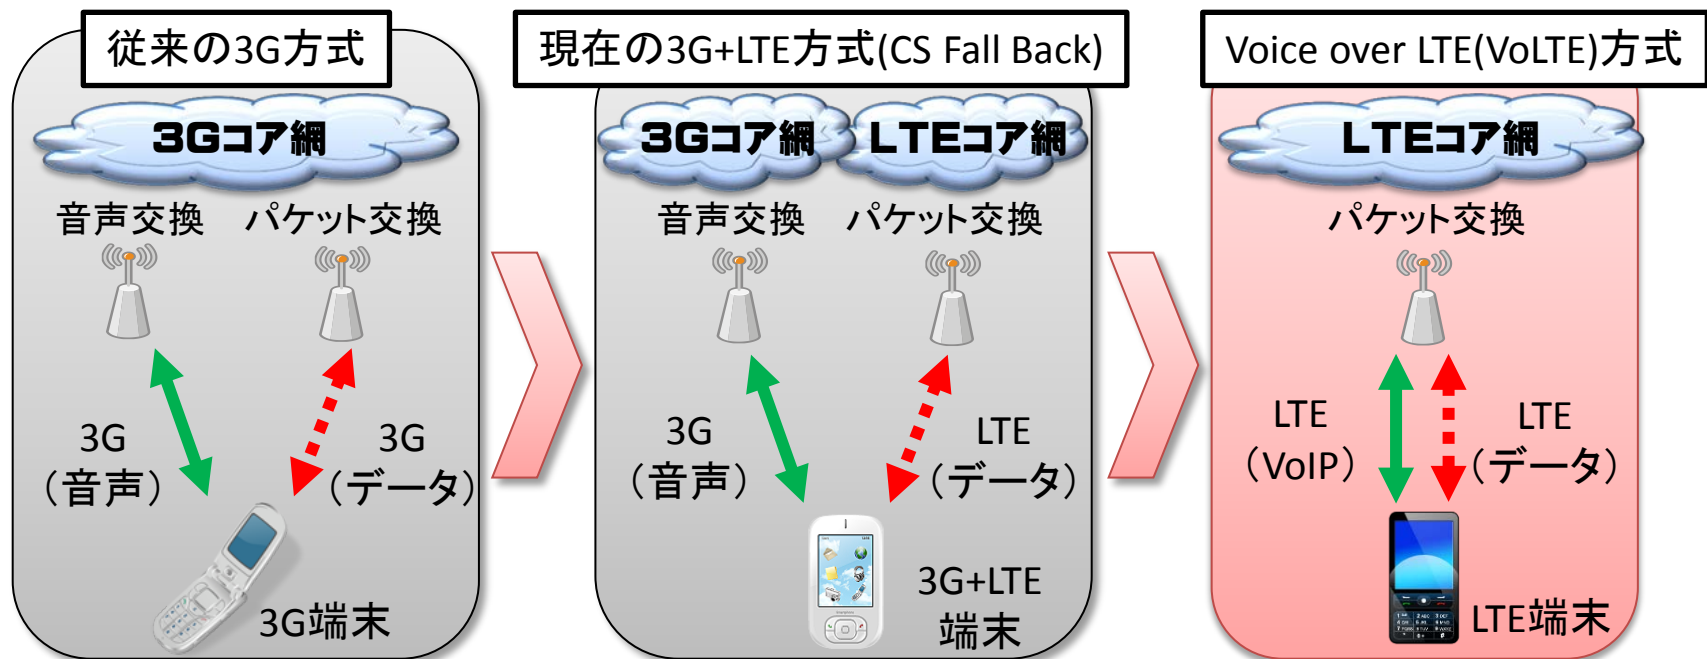 従来の3G方式
3Gコア網
音声交換 パケット交換
3G
(音声)
3G
(データ)
3G端末
現在の3G+LTE方式(CS Fall Back)
3Gコア網 LTEコア網
音声交換 パケット交換
3G
(音声)
LTE
(データ)
3G+LTE
端末
Voice over LTE(VoLTE)方式
LTEコア網
パケット交換
LTE
(VoIP)
LTE
(データ)
LTE端末